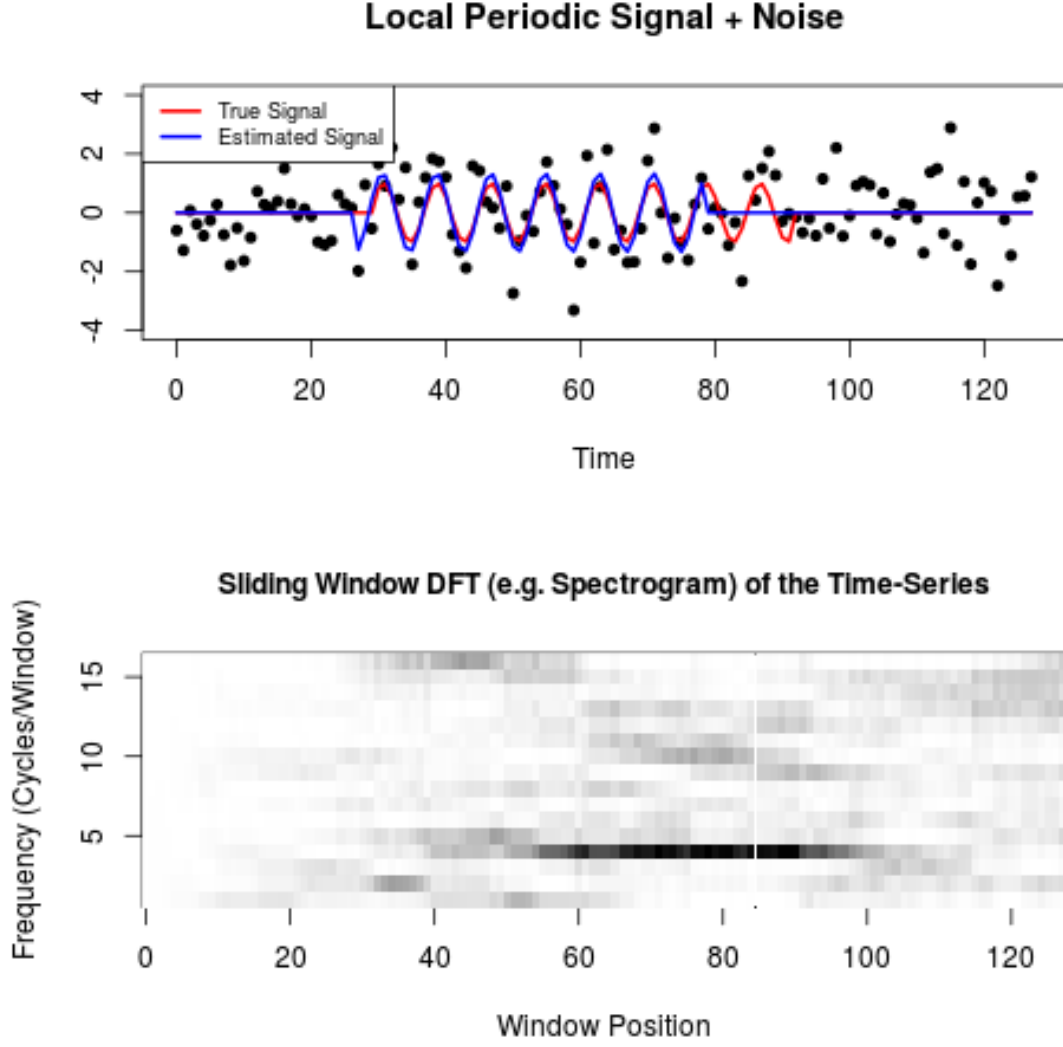 Local Periodic Signal + Noise
True Signal
Estimated Signal
4
2
0
-2
-4
0 20 40 60 80 100 120
Time
Sliding Window DFT (e.g. Spectrogram) of the Time-Series
Frequency (Cycles/Window)
15
10
5
0 20 40 60 80 100 120
Window Position